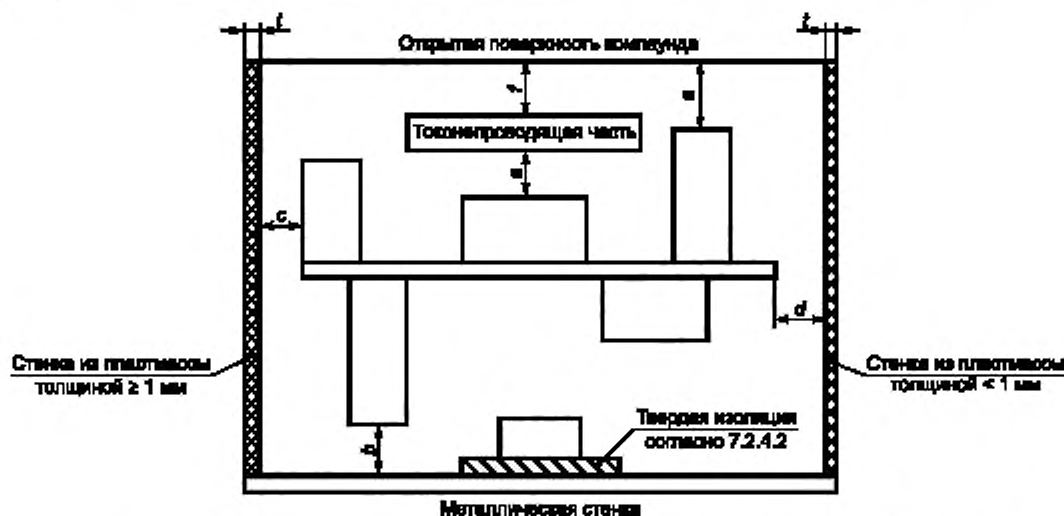 t
t
Открытая поверхность компаунда
f
a
Токонепроводящая часть
a
c
d
Стенка из пластмассы
толщиной ≥ 1 мм
Стенка из пластмассы
толщиной < 1 мм
Твердая изоляция
согласно 7.2.4.2
b
Металлическая стенка